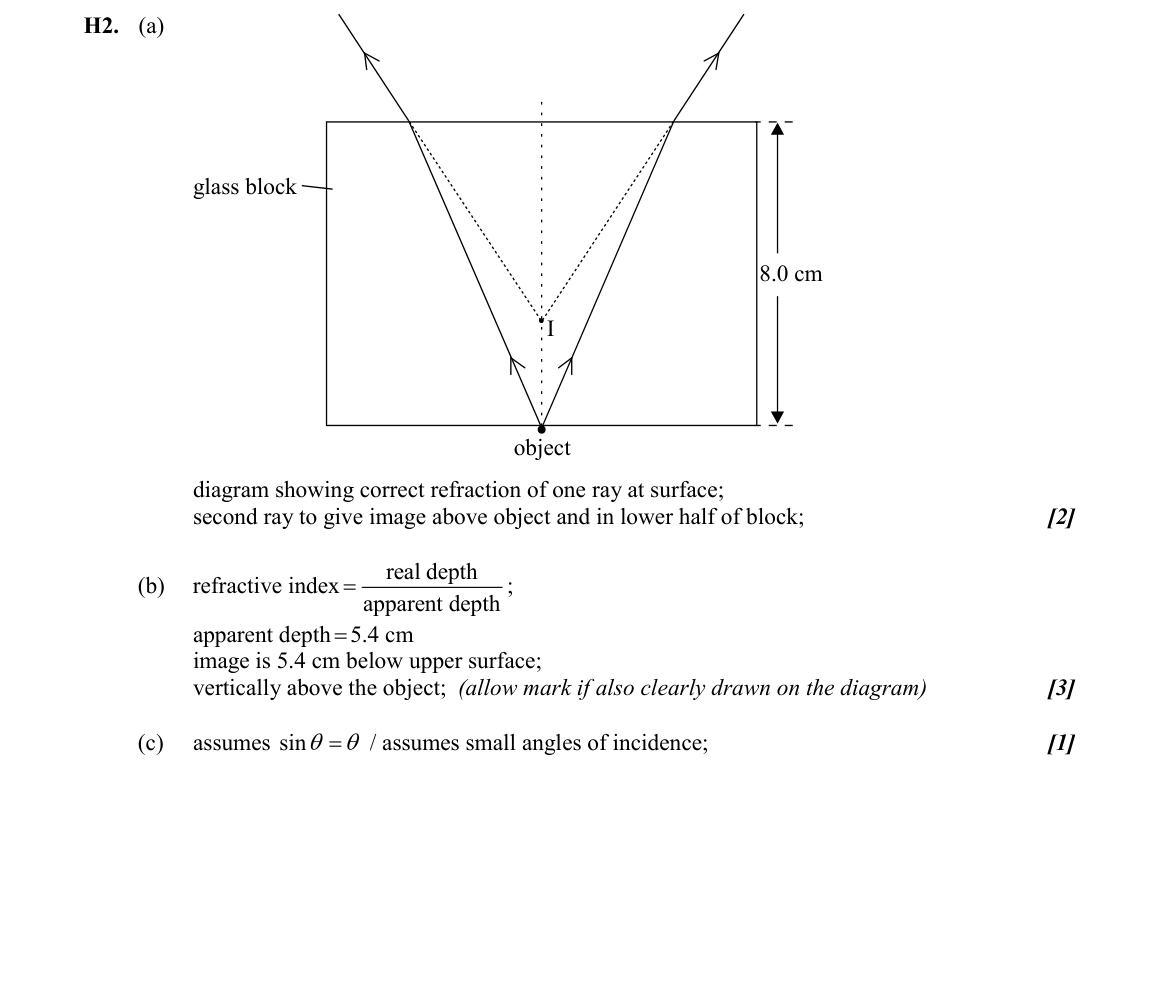 H2. (a)
glass block
8.0 cm
I
object
diagram showing correct refraction of one ray at surface;
second ray to give image above object and in lower half of block; [2]
(b) refractive index = real depth / apparent depth ;
apparent depth = 5.4 cm
image is 5.4 cm below upper surface;
vertically above the object; (allow mark if also clearly drawn on the diagram) [3]
(c) assumes sin θ = θ / assumes small angles of incidence; [1]